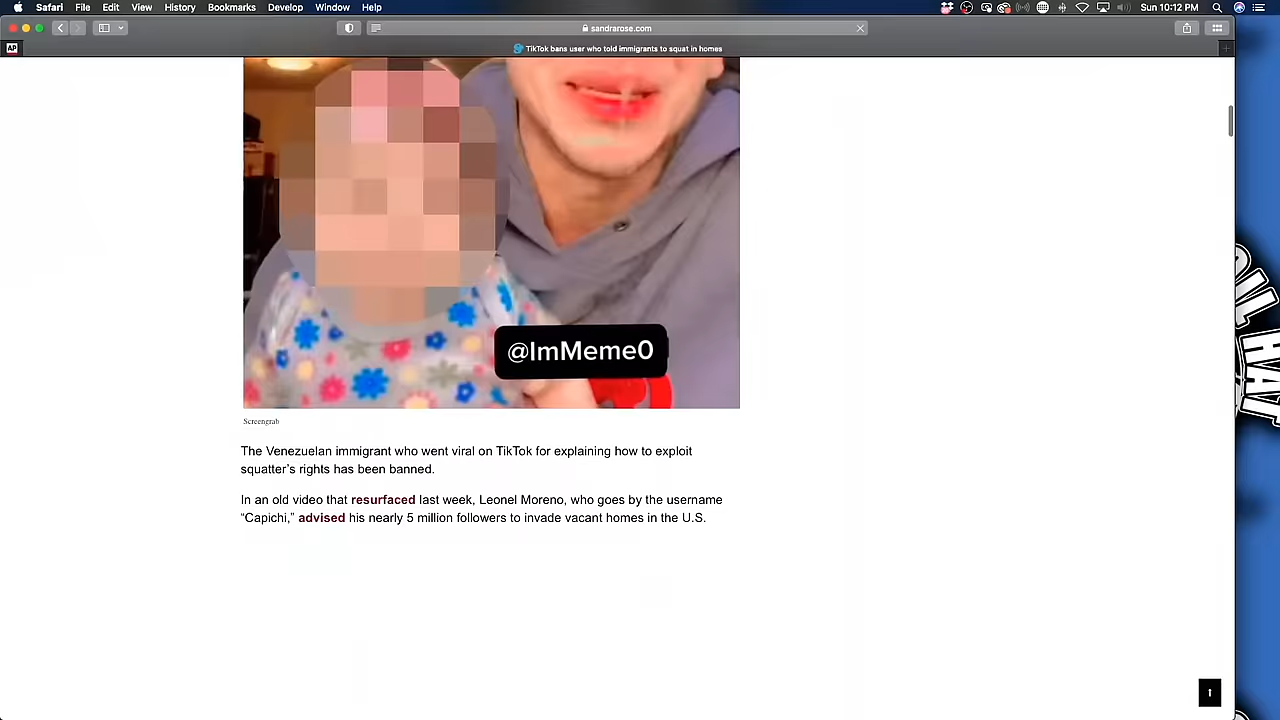 Safari File Edit View History Bookmarks Develop Window Help Sun 10:12 PM
sandrarose.com
AP TikTok bans user who told immigrants to squat in homes
@ImMeme0
Screengrab
The Venezuelan immigrant who went viral on TikTok for explaining how to exploit
squatter’s rights has been banned.
In an old video that resurfaced last week, Leonel Moreno, who goes by the username
“Capichi,” advised his nearly 5 million followers to invade vacant homes in the U.S.
HAT